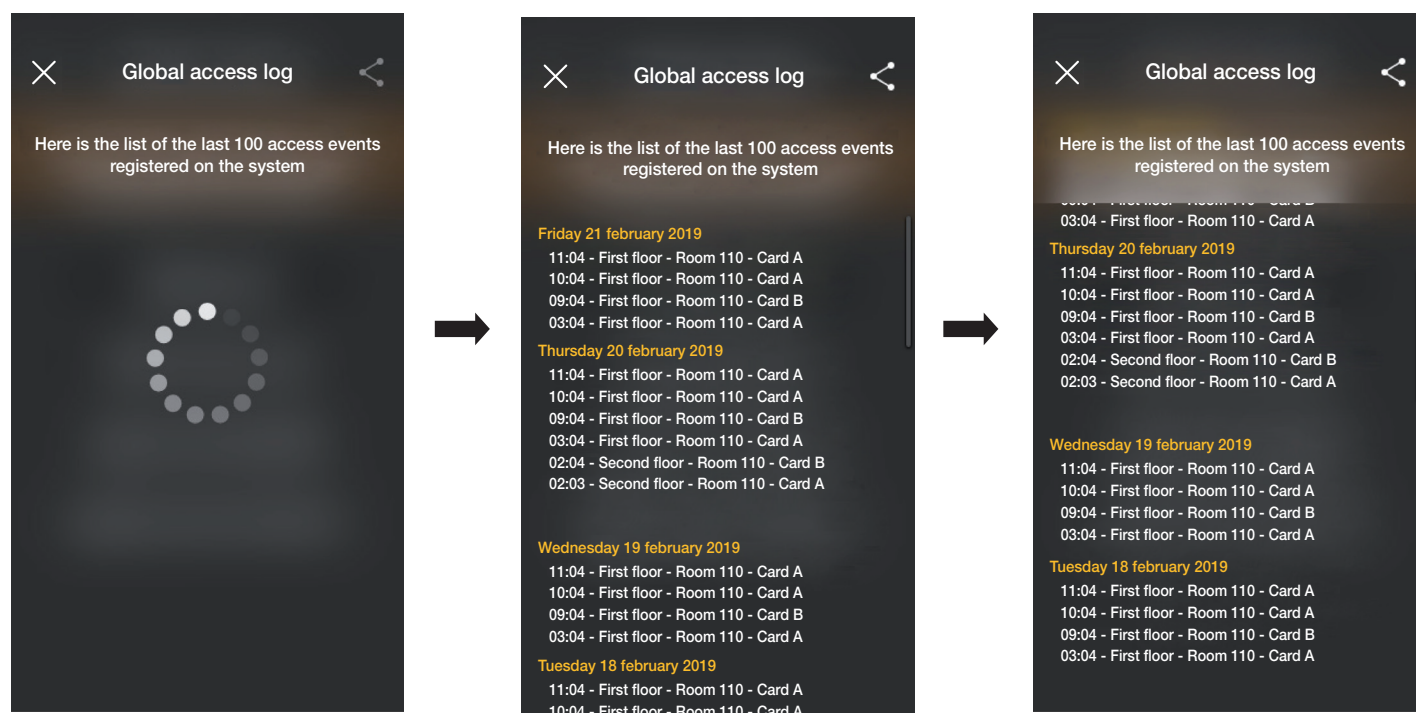 Global access log
Here is the list of the last 100 access events
registered on the system
Global access log
Here is the list of the last 100 access events
registered on the system
Friday 21 february 2019
11:04 - First floor - Room 110 - Card A
10:04 - First floor - Room 110 - Card A
09:04 - First floor - Room 110 - Card B
03:04 - First floor - Room 110 - Card A
Thursday 20 february 2019
11:04 - First floor - Room 110 - Card A
10:04 - First floor - Room 110 - Card A
09:04 - First floor - Room 110 - Card B
03:04 - First floor - Room 110 - Card A
02:04 - Second floor - Room 110 - Card B
02:03 - Second floor - Room 110 - Card A
Wednesday 19 february 2019
11:04 - First floor - Room 110 - Card A
10:04 - First floor - Room 110 - Card A
09:04 - First floor - Room 110 - Card B
03:04 - First floor - Room 110 - Card A
Tuesday 18 february 2019
11:04 - First floor - Room 110 - Card A
10:04 - First floor - Room 110 - Card A
Global access log
Here is the list of the last 100 access events
registered on the system
03:04 - First floor - Room 110 - Card A
Thursday 20 february 2019
11:04 - First floor - Room 110 - Card A
10:04 - First floor - Room 110 - Card A
09:04 - First floor - Room 110 - Card B
03:04 - First floor - Room 110 - Card A
02:04 - Second floor - Room 110 - Card B
02:03 - Second floor - Room 110 - Card A
Wednesday 19 february 2019
11:04 - First floor - Room 110 - Card A
10:04 - First floor - Room 110 - Card A
09:04 - First floor - Room 110 - Card B
03:04 - First floor - Room 110 - Card A
Tuesday 18 february 2019
11:04 - First floor - Room 110 - Card A
10:04 - First floor - Room 110 - Card A
09:04 - First floor - Room 110 - Card B
03:04 - First floor - Room 110 - Card A